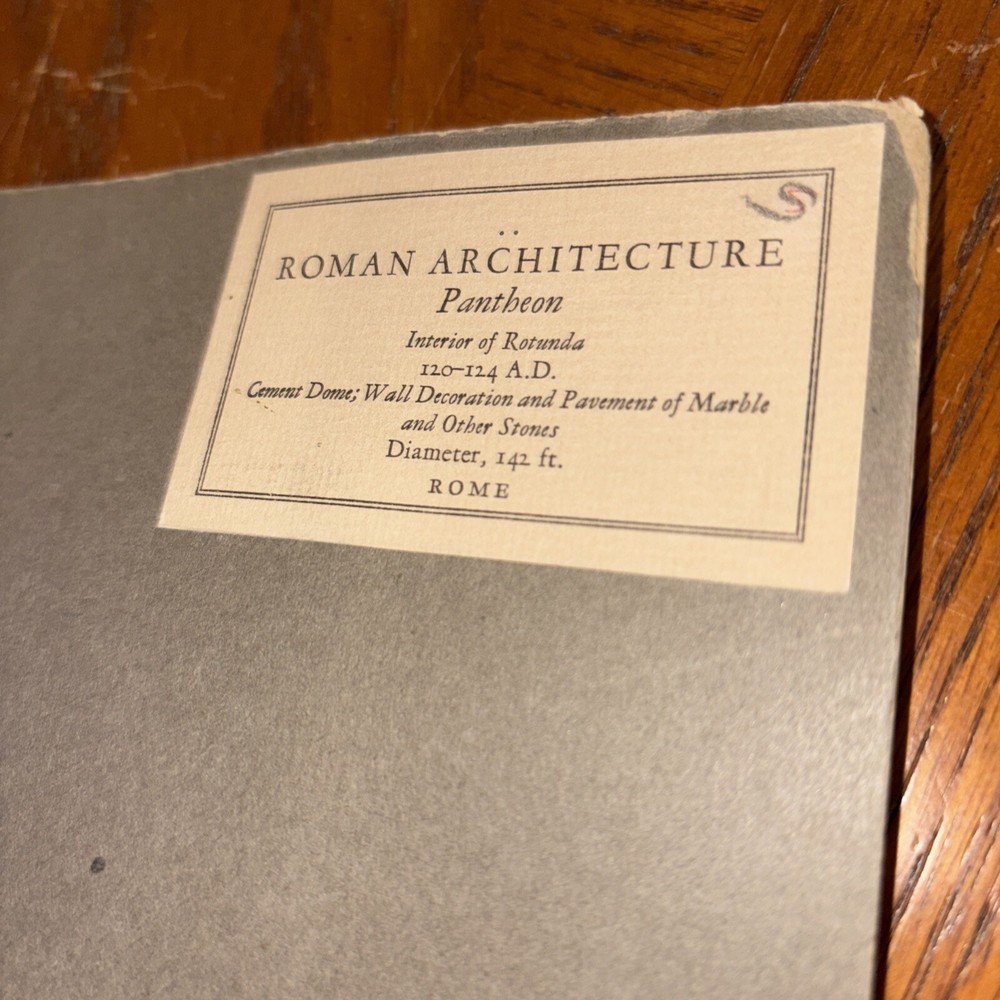 ROMAN ARCHITECTURE
Pantheon
Interior of Rotunda
120–124 A.D.
Cement Dome; Wall Decoration and Pavement of Marble
and Other Stones
Diameter, 142 ft.
ROME